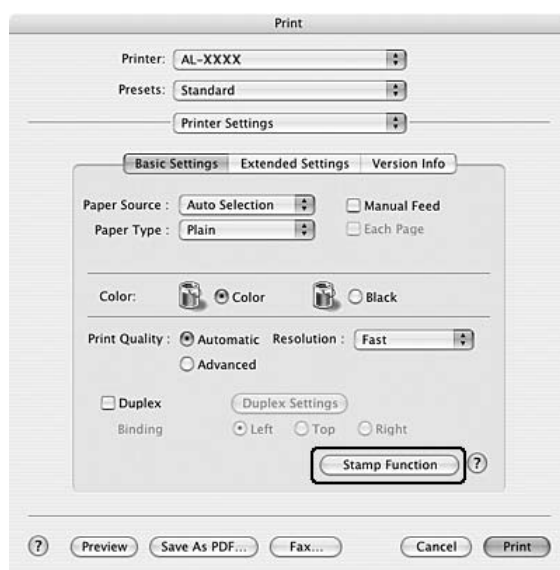 Print
Printer: AL-XXXX
Presets: Standard
Printer Settings
Basic Settings Extended Settings Version Info
Paper Source : Auto Selection Manual Feed
Paper Type : Plain Each Page
Color: Color Black
Print Quality : Automatic Resolution : Fast
Advanced
Duplex Duplex Settings
Binding Left Top Right
Stamp Function ?
? Preview Save As PDF... Fax... Cancel Print